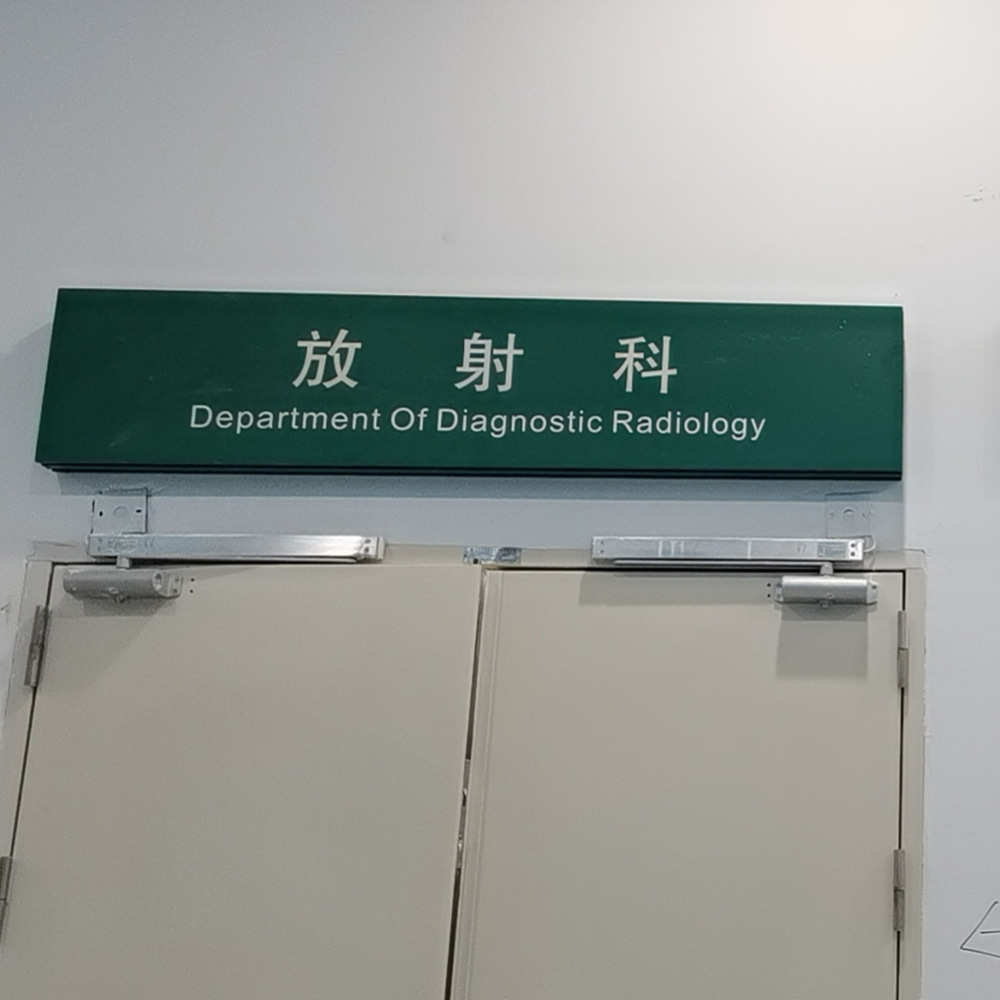 放射科
Department Of Diagnostic Radiology